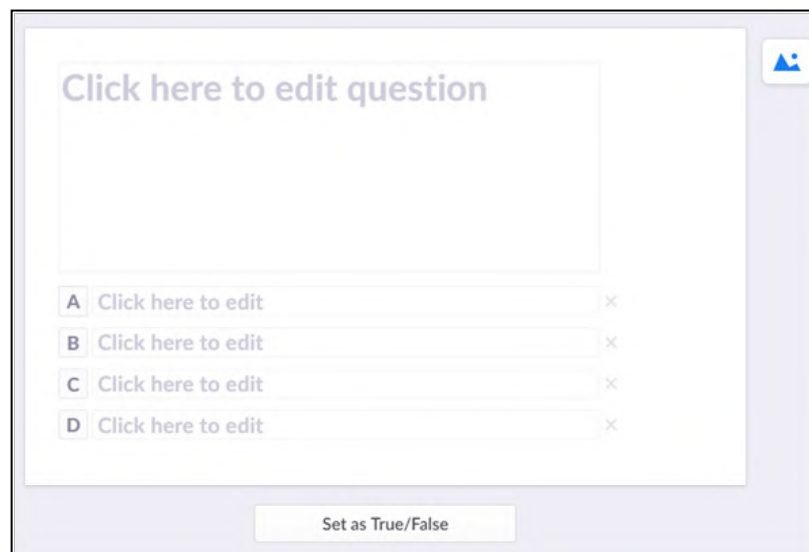 Click here to edit question
A Click here to edit ×
B Click here to edit ×
C Click here to edit ×
D Click here to edit ×
Set as True/False